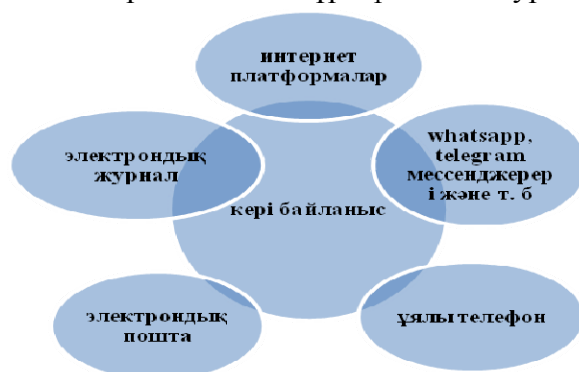 интернет
платформалар
электрондық
журнал
whatsapp,
telegram
мессенджерер
і және т. б
кері байланыс
электрондық
пошта
ұялы телефон